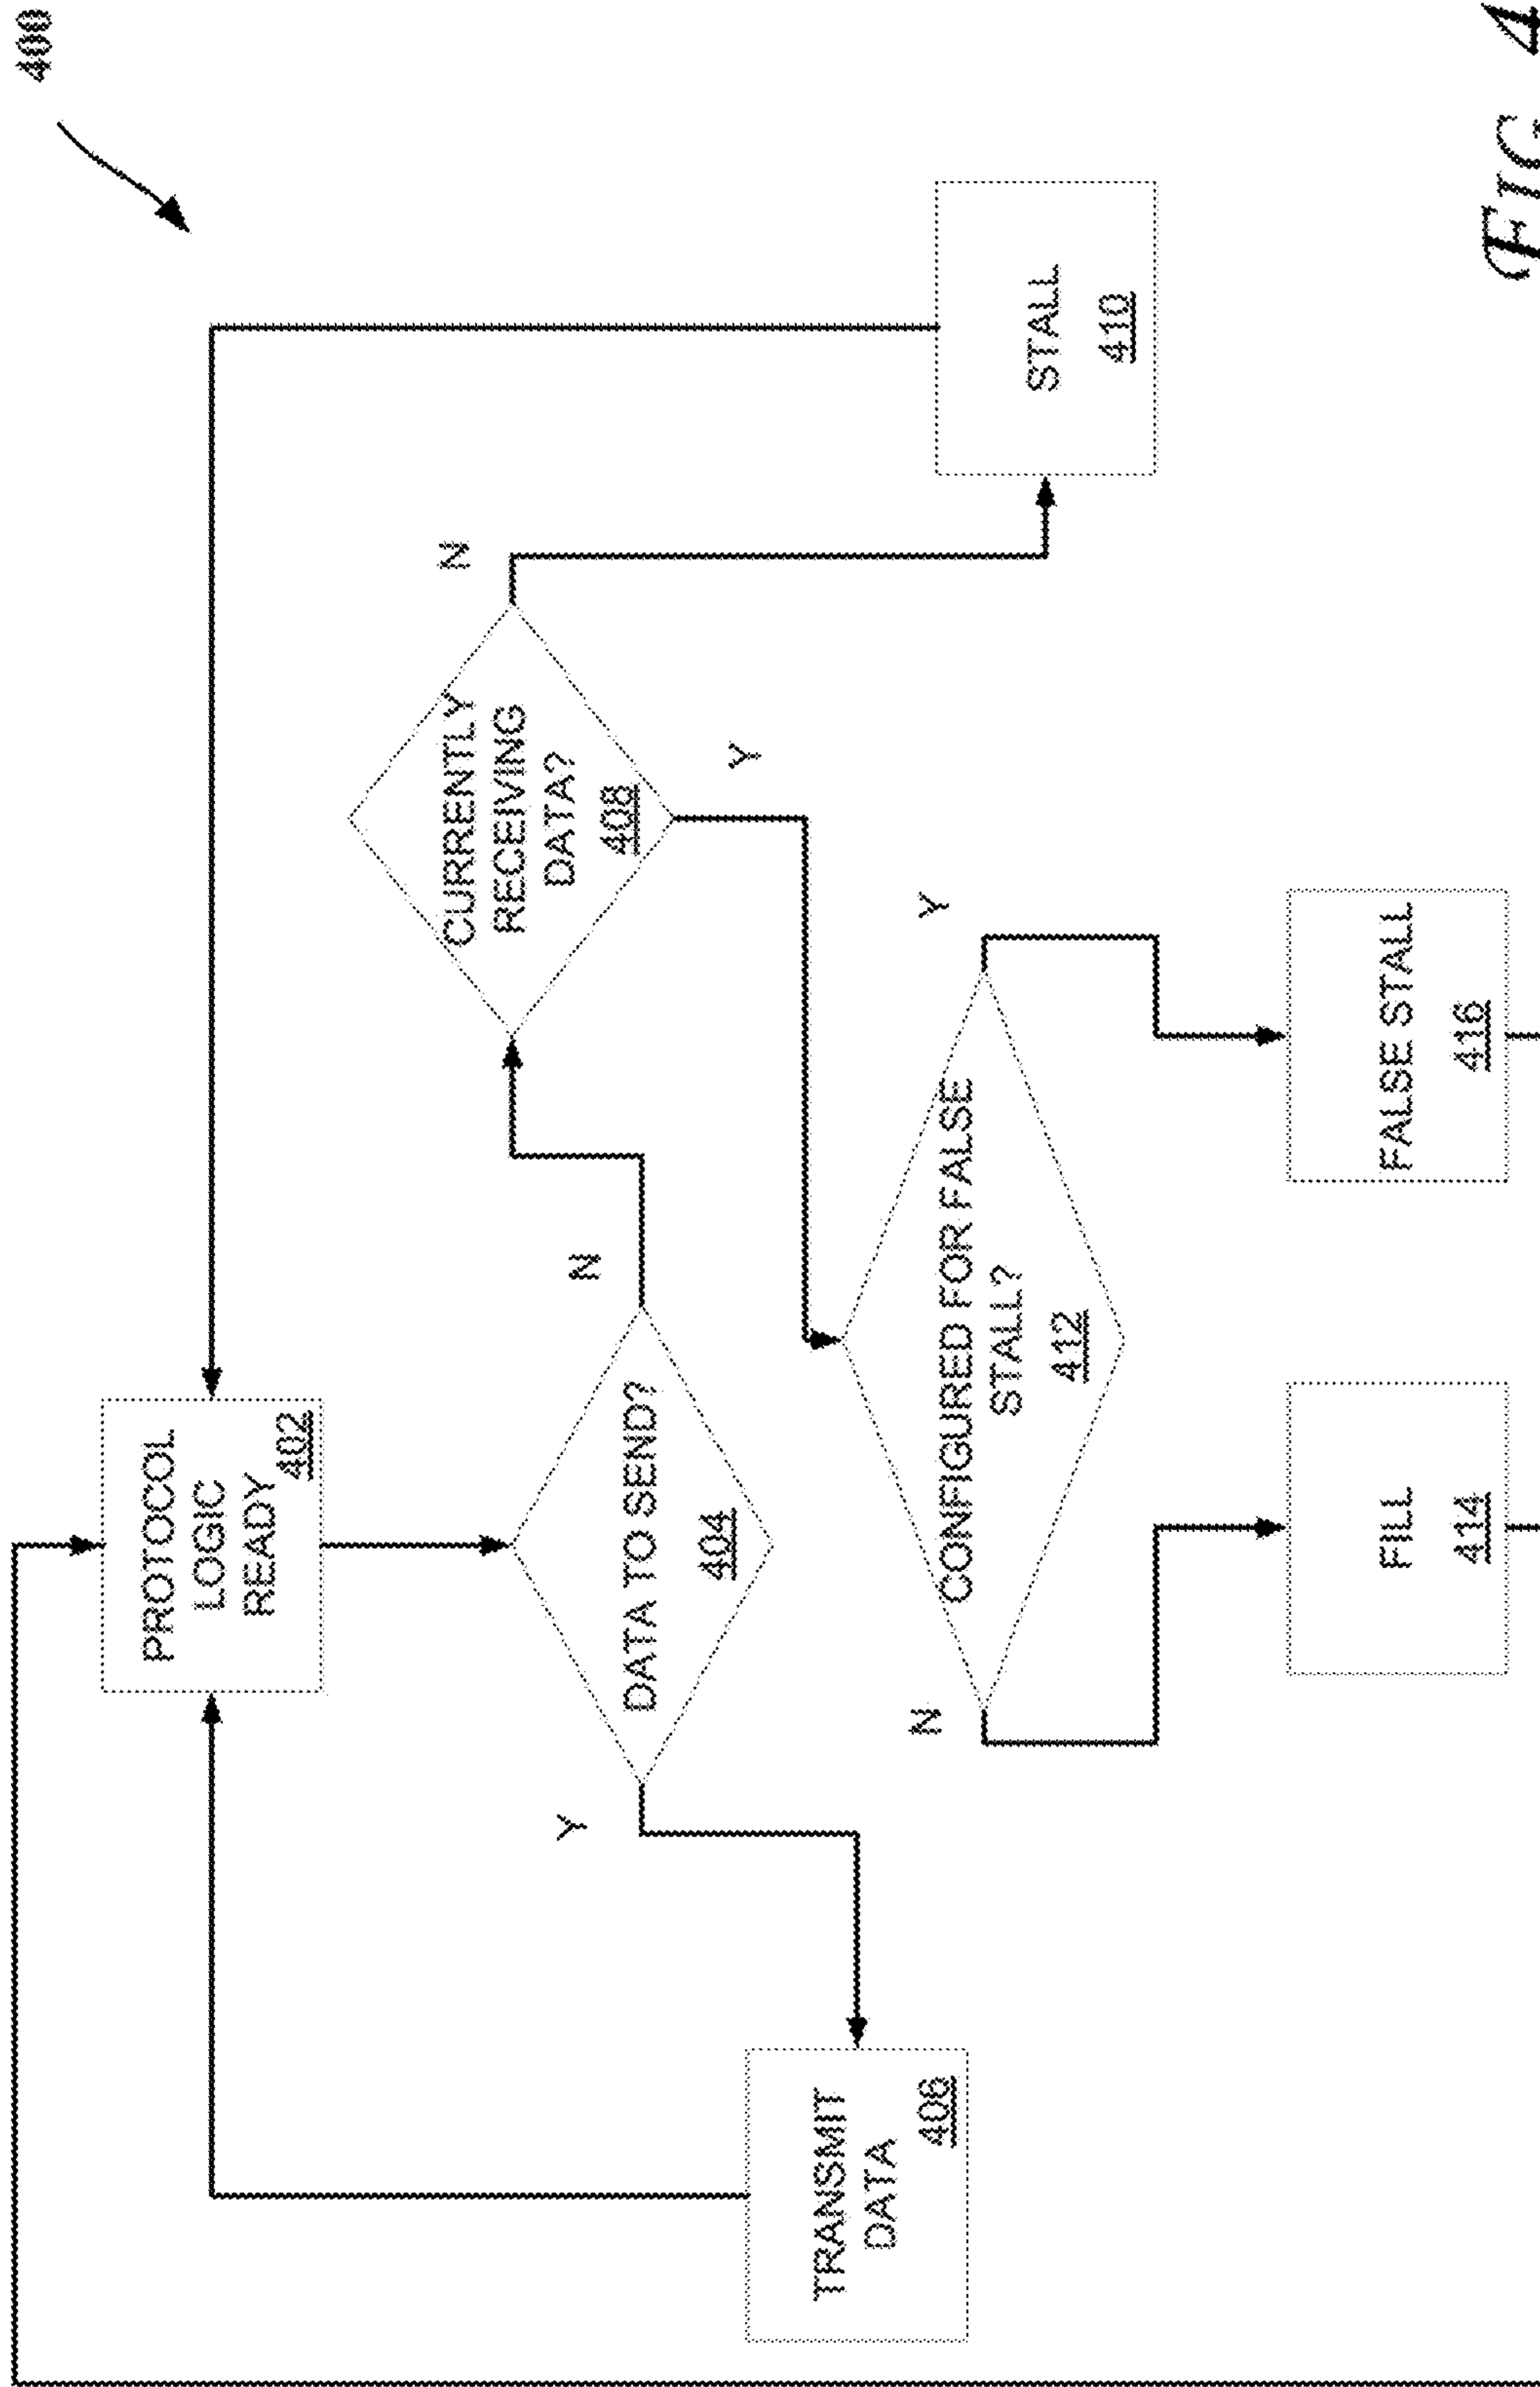 400
PROTOCOL
LOGIC
READY
402
DATA TO SEND?
404
Y
N
TRANSMIT
DATA
406
CURRENTLY
RECEIVING
DATA?
408
N
Y
STALL
410
CONFIGURED FOR FALSE
STALL?
412
N
Y
FILL
414
FALSE STALL
416
FIG. 4